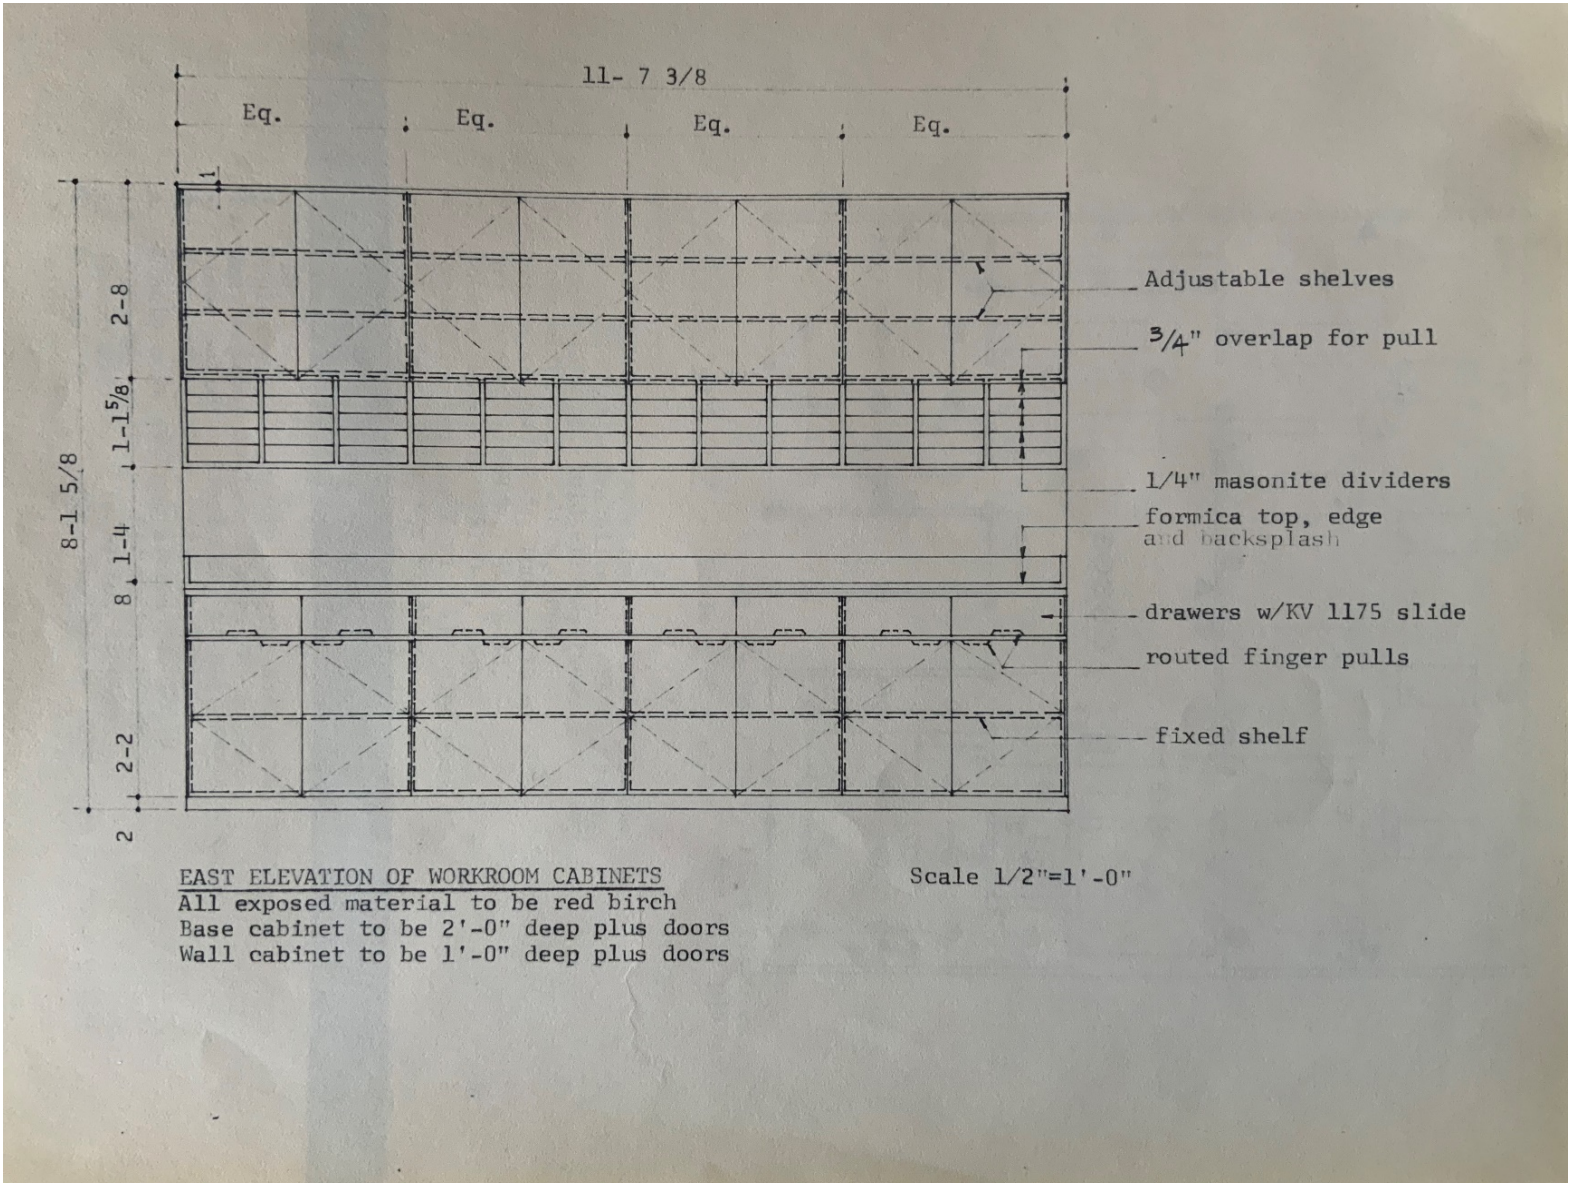 11- 7 3/8
Eq. Eq. Eq. Eq.
1
2-8
1-1 5/8
8-1 5/8
1-4
8
2-2
2
Adjustable shelves
3/4" overlap for pull
1/4" masonite dividers
formica top, edge
and backsplash
drawers w/KV 1175 slide
routed finger pulls
fixed shelf
EAST ELEVATION OF WORKROOM CABINETS
Scale 1/2"=1'-0"
All exposed material to be red birch
Base cabinet to be 2'-0" deep plus doors
Wall cabinet to be 1'-0" deep plus doors